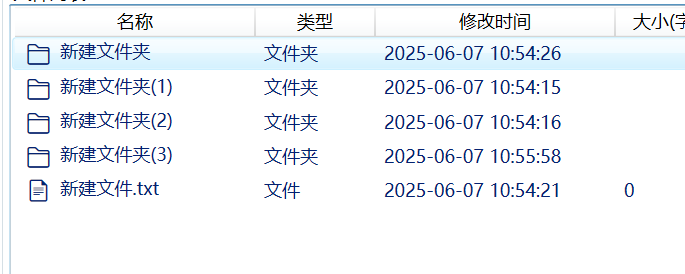 名称 类型 修改时间 大小(字
新建文件夹 文件夹 2025-06-07 10:54:26
新建文件夹(1) 文件夹 2025-06-07 10:54:15
新建文件夹(2) 文件夹 2025-06-07 10:54:16
新建文件夹(3) 文件夹 2025-06-07 10:55:58
新建文件.txt 文件 2025-06-07 10:54:21 0